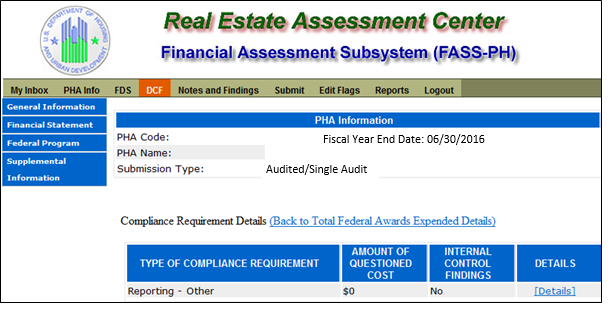 U.S. DEPARTMENT OF HOUSING
AND URBAN DEVELOPMENT
Real Estate Assessment Center
Financial Assessment Subsystem (FASS-PH)
My Inbox PHA Info FDS DCF Notes and Findings Submit Edit Flags Reports Logout
General Information
Financial Statement
Federal Program
Supplemental
Information
PHA Information
PHA Code: Fiscal Year End Date: 06/30/2016
PHA Name:
Submission Type: Audited/Single Audit
Compliance Requirement Details (Back to Total Federal Awards Expended Details)
TYPE OF COMPLIANCE REQUIREMENT AMOUNT OF QUESTIONED COST INTERNAL CONTROL FINDINGS DETAILS
Reporting - Other $0 No [Details]